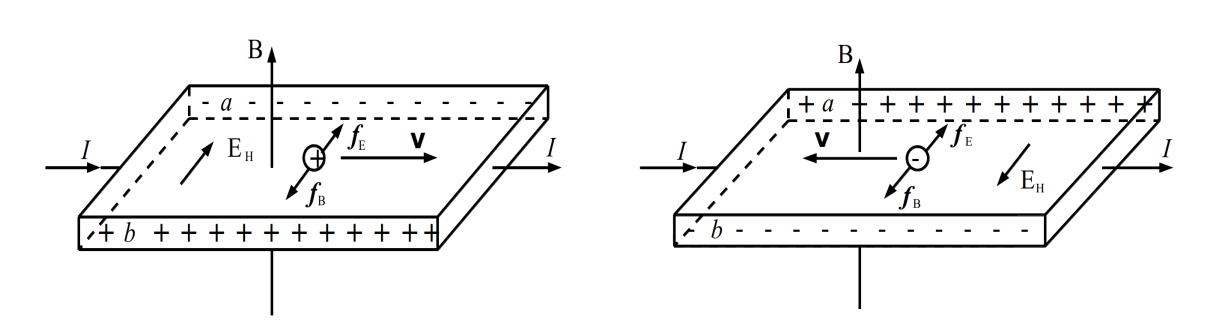 B
- a - - - - - - - - - -
I
E_H
+
f_E
v
f_B
I
+ b + + + + + + + + + + +
B
+ a + + + + + + + + + + +
I
v
-
f_E
f_B
E_H
I
- b - - - - - - - - - - -